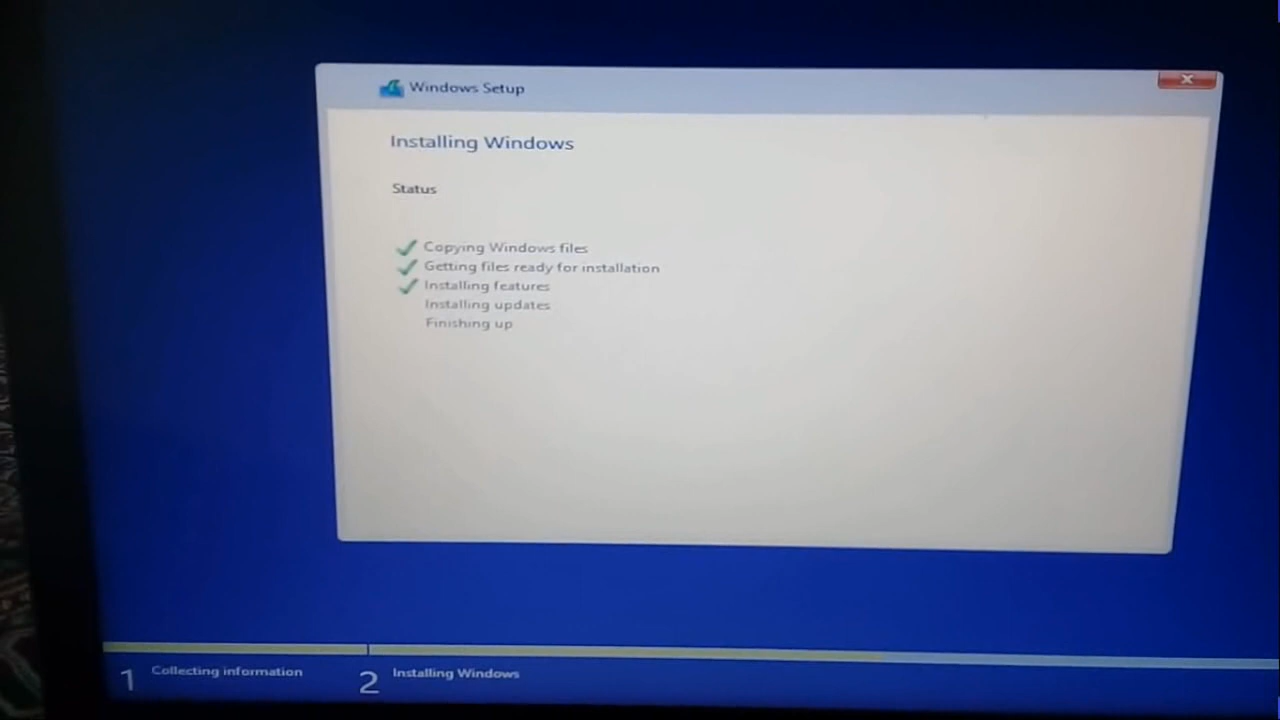 Windows Setup
Installing Windows
Status
Copying Windows files
Getting files ready for installation
Installing features
Installing updates
Finishing up
1 Collecting information
2 Installing Windows